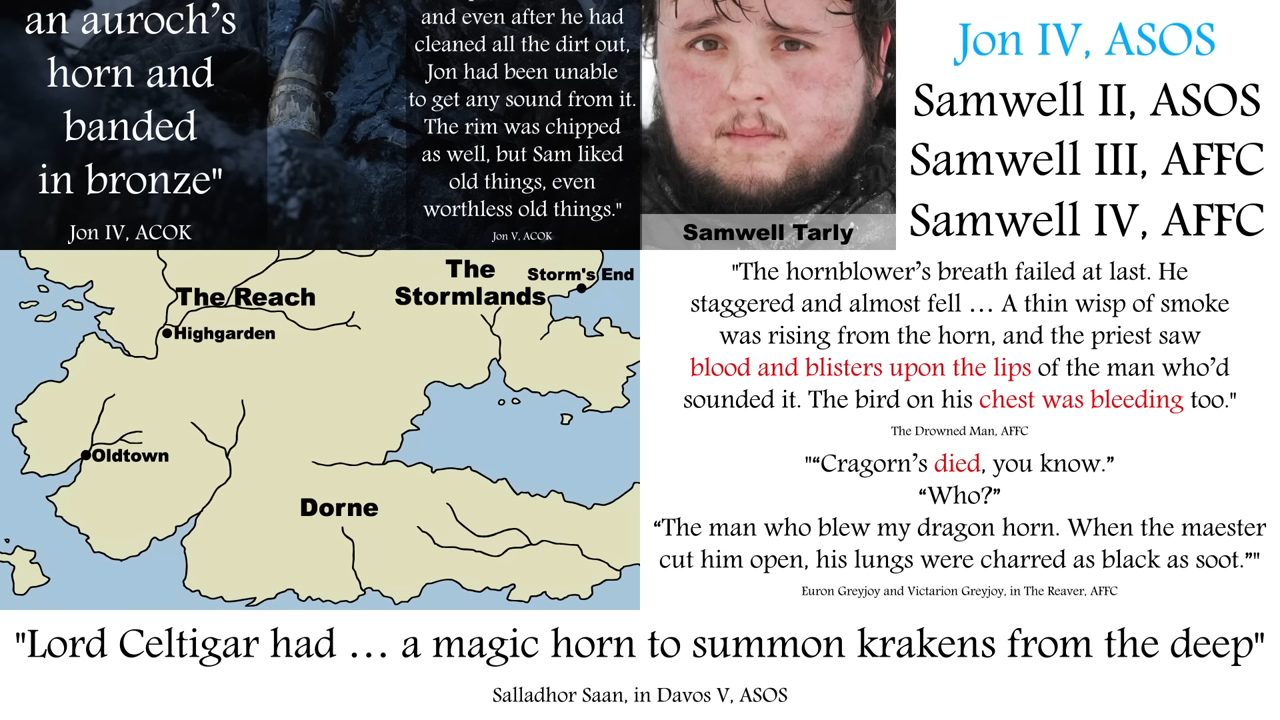 an auroch’s
horn and
banded
in bronze"
Jon IV, ACOK
and even after he had
cleaned all the dirt out,
Jon had been unable
to get any sound from it.
The rim was chipped
as well, but Sam liked
old things, even
worthless old things."
Jon V, ACOK
Samwell Tarly
Jon IV, ASOS
Samwell II, ASOS
Samwell III, AFFC
Samwell IV, AFFC
The Reach
Highgarden
Oldtown
The
Stormlands
Storm's End
Dorne
"The hornblower’s breath failed at last. He
staggered and almost fell … A thin wisp of smoke
was rising from the horn, and the priest saw
blood and blisters upon the lips of the man who’d
sounded it. The bird on his chest was bleeding too."
The Drowned Man, AFFC
"“Cragorn’s died, you know.”
“Who?”
“The man who blew my dragon horn. When the maester
cut him open, his lungs were charred as black as soot.”"
Euron Greyjoy and Victarion Greyjoy, in The Reaver, AFFC
"Lord Celtigar had … a magic horn to summon krakens from the deep"
Salladhor Saan, in Davos V, ASOS